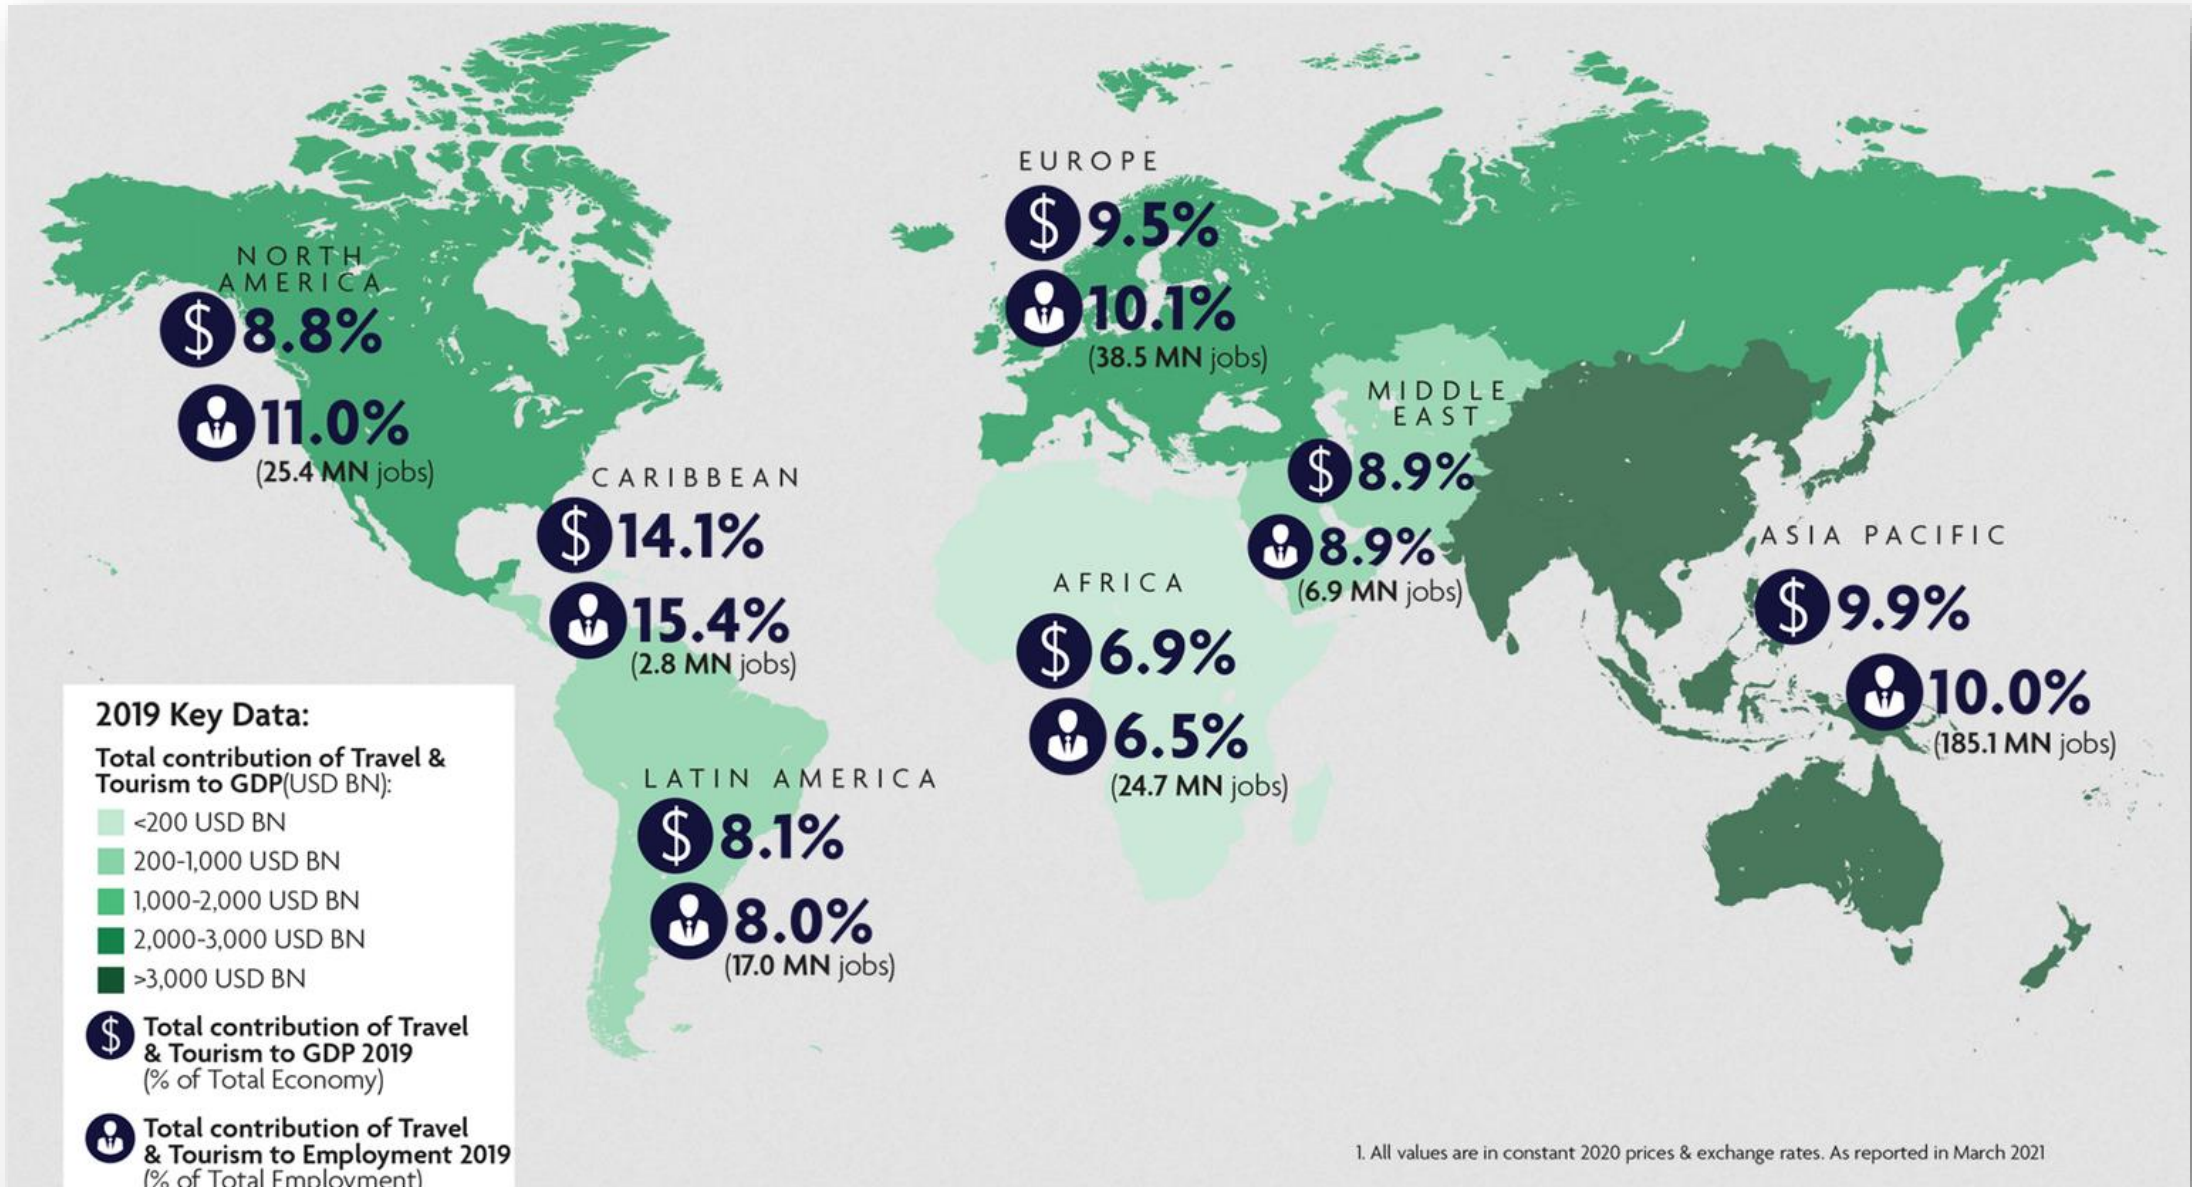 EUROPE
$ 9.5%
10.1%
(38.5 MN jobs)
NORTH
AMERICA
$ 8.8%
11.0%
(25.4 MN jobs)
MIDDLE
EAST
$ 8.9%
8.9%
(6.9 MN jobs)
CARIBBEAN
$ 14.1%
15.4%
(2.8 MN jobs)
ASIA PACIFIC
$ 9.9%
10.0%
(185.1 MN jobs)
AFRICA
$ 6.9%
6.5%
(24.7 MN jobs)
LATIN AMERICA
$ 8.1%
8.0%
(17.0 MN jobs)
2019 Key Data:
Total contribution of Travel &
Tourism to GDP(USD BN):
<200 USD BN
200-1,000 USD BN
1,000-2,000 USD BN
2,000-3,000 USD BN
>3,000 USD BN
$ Total contribution of Travel
& Tourism to GDP 2019
(% of Total Economy)
Total contribution of Travel
& Tourism to Employment 2019
(% of Total Employment)
1. All values are in constant 2020 prices & exchange rates. As reported in March 2021